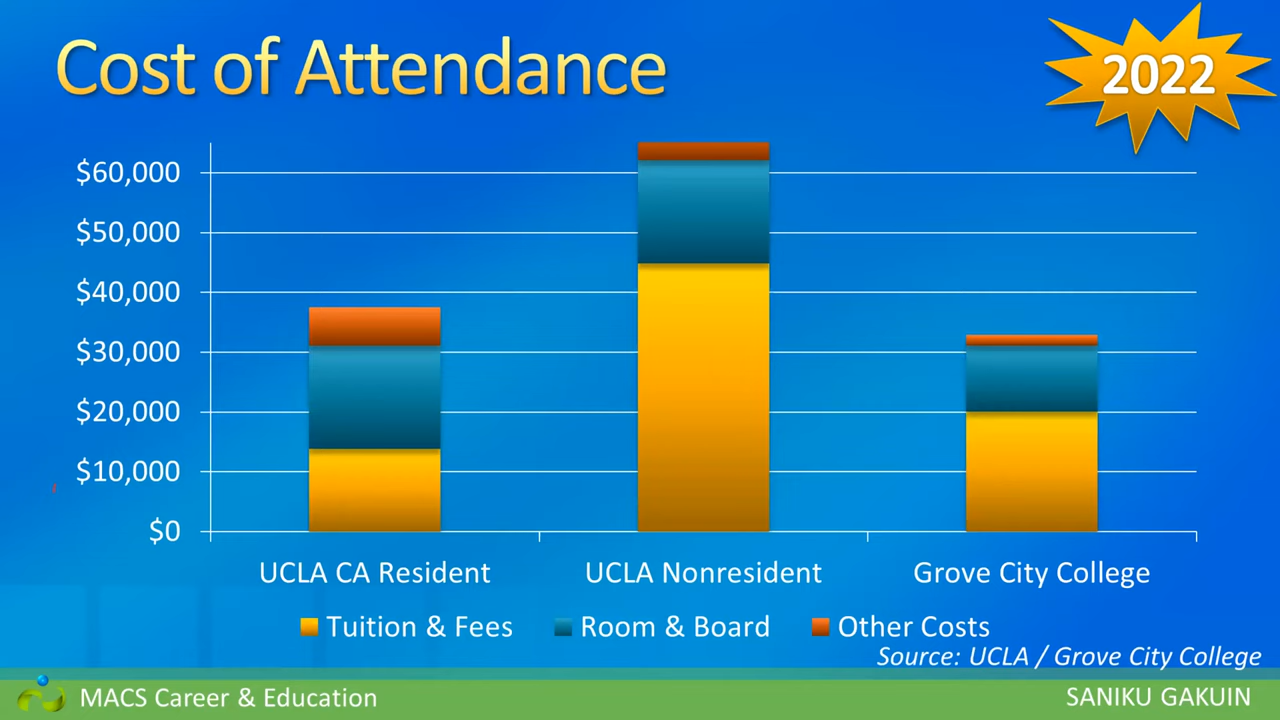 Cost of Attendance
2022
$60,000
$50,000
$40,000
$30,000
$20,000
$10,000
$0
UCLA CA Resident
UCLA Nonresident
Grove City College
Tuition & Fees
Room & Board
Other Costs
Source: UCLA / Grove City College
MACS Career & Education
SANIKU GAKUIN